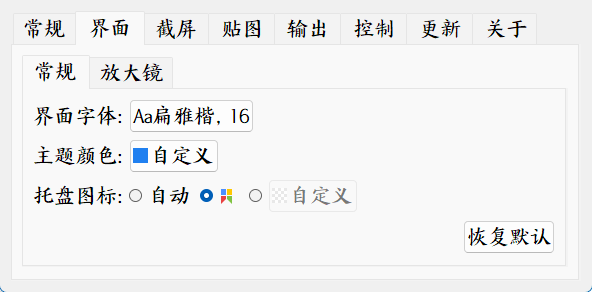 常规 界面 截屏 贴图 输出 控制 更新 关于
常规 放大镜
界面字体: Aa扁雅楷, 16
主题颜色: 自定义
托盘图标: 自动 自定义
恢复默认